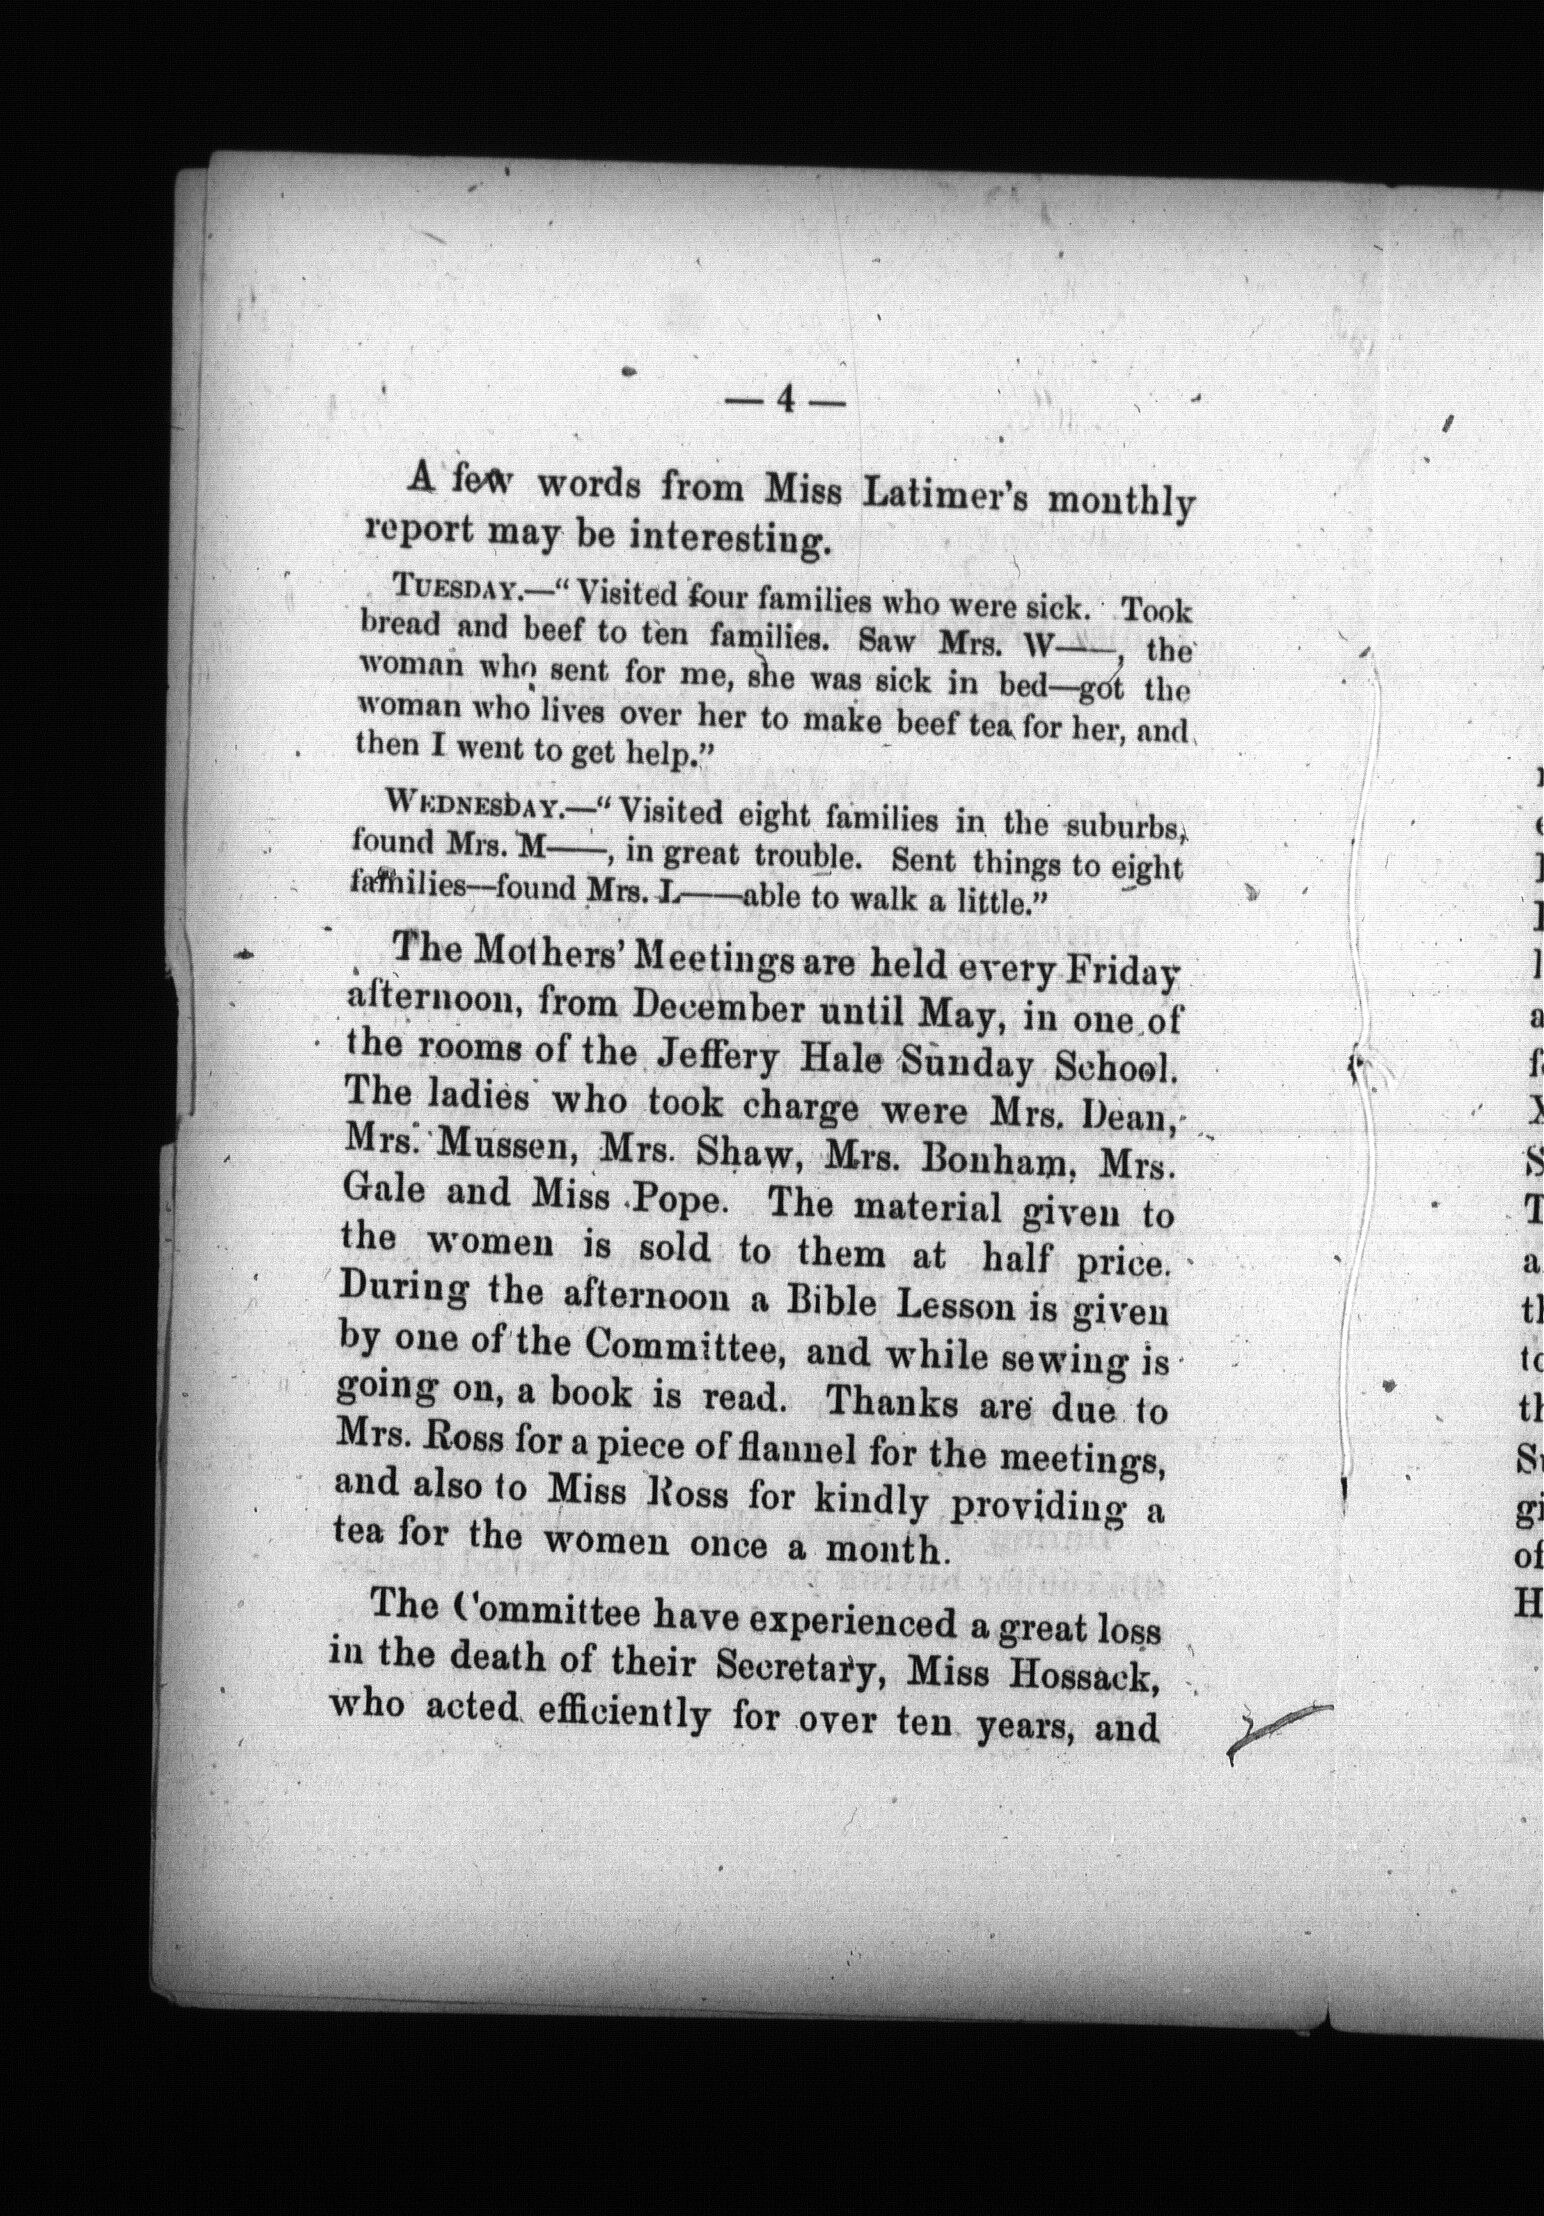 — 4 —
A few words from Miss Latimer's monthly
report may be interesting.
TUESDAY.—“Visited four families who were sick. Took
bread and beef to ten families. Saw Mrs. W——, the
woman who sent for me, she was sick in bed—got the
woman who lives over her to make beef tea for her, and
then I went to get help.”
WEDNESDAY.—“Visited eight families in the suburbs,
found Mrs. M——, in great trouble. Sent things to eight
families—found Mrs. L——able to walk a little.”
The Mothers' Meetings are held every Friday
afternoon, from December until May, in one of
the rooms of the Jeffery Hale Sunday School.
The ladies who took charge were Mrs. Dean,
Mrs. Mussen, Mrs. Shaw, Mrs. Bonham, Mrs.
Gale and Miss Pope. The material given to
the women is sold to them at half price.
During the afternoon a Bible Lesson is given
by one of the Committee, and while sewing is
going on, a book is read. Thanks are due to
Mrs. Ross for a piece of flannel for the meetings,
and also to Miss Ross for kindly providing a
tea for the women once a month.
The Committee have experienced a great loss
in the death of their Secretary, Miss Hossack,
who acted efficiently for over ten years, and